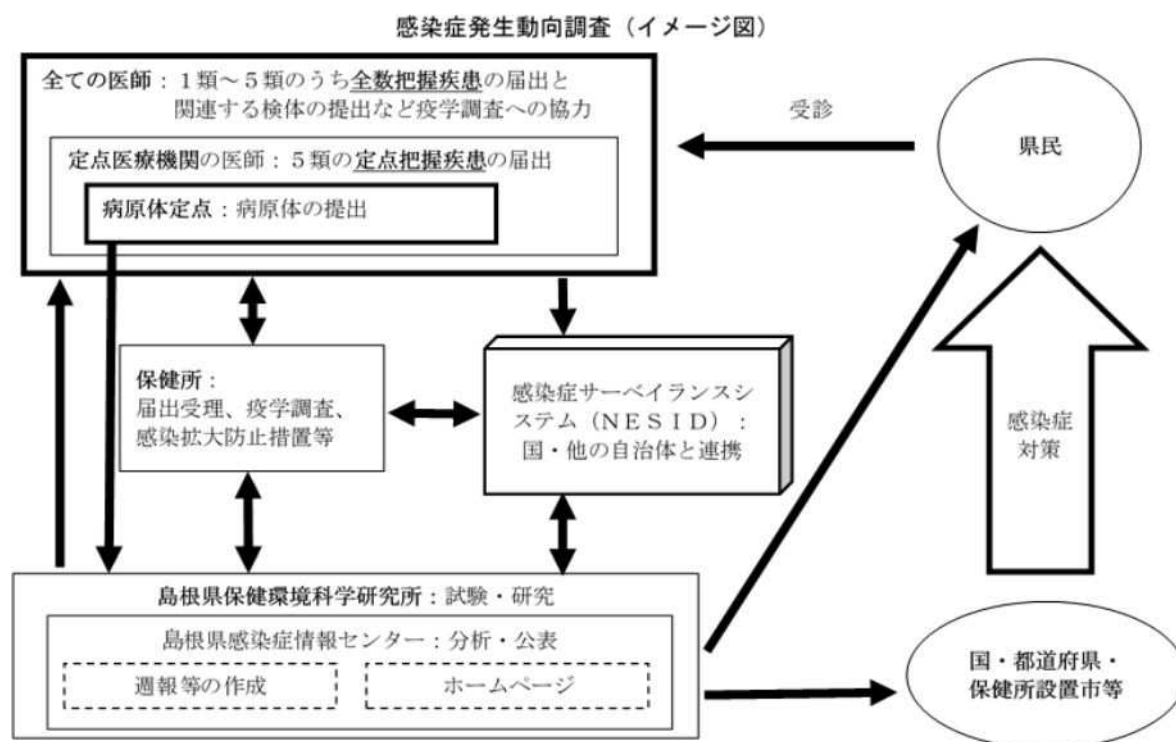 感染症発生動向調査（イメージ図）
全ての医師：１類～５類のうち全数把握疾患の届出と
関連する検体の提出など疫学調査への協力
定点医療機関の医師：５類の定点把握疾患の届出
病原体定点：病原体の提出
受診
県民
保健所：
届出受理、疫学調査、
感染拡大防止措置等
感染症サーベイランスシ
ステム（ＮＥＳＩＤ）：
国・他の自治体と連携
感染症
対策
島根県保健環境科学研究所：試験・研究
島根県感染症情報センター：分析・公表
週報等の作成
ホームページ
国・都道府県・
保健所設置市等